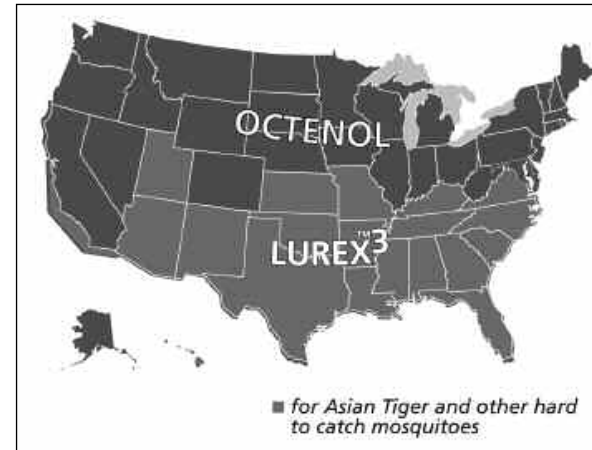 OCTENOL
LUREX™3
for Asian Tiger and other hard
to catch mosquitoes